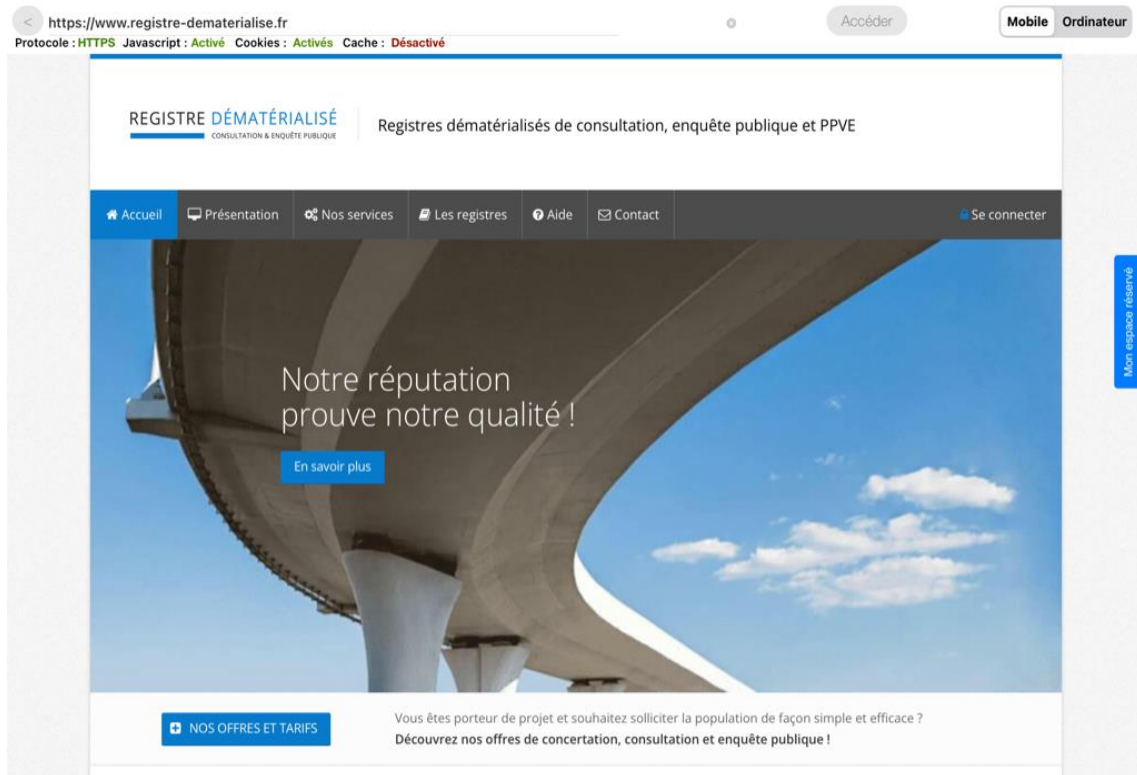 < https://www.registre-dematerialise.fr Accéder Mobile Ordinateur
Protocole : HTTPS Javascript : Activé Cookies : Activés Cache : Désactivé
REGISTRE DÉMATÉRIALISÉ
CONSULTATION & ENQUÊTE PUBLIQUE
Registres dématérialisés de consultation, enquête publique et PPVE
Accueil Présentation Nos services Les registres Aide Contact Se connecter
Mon espace réservé
Notre réputation
prouve notre qualité !
En savoir plus
NOS OFFRES ET TARIFS
Vous êtes porteur de projet et souhaitez solliciter la population de façon simple et efficace ?
Découvrez nos offres de concertation, consultation et enquête publique !